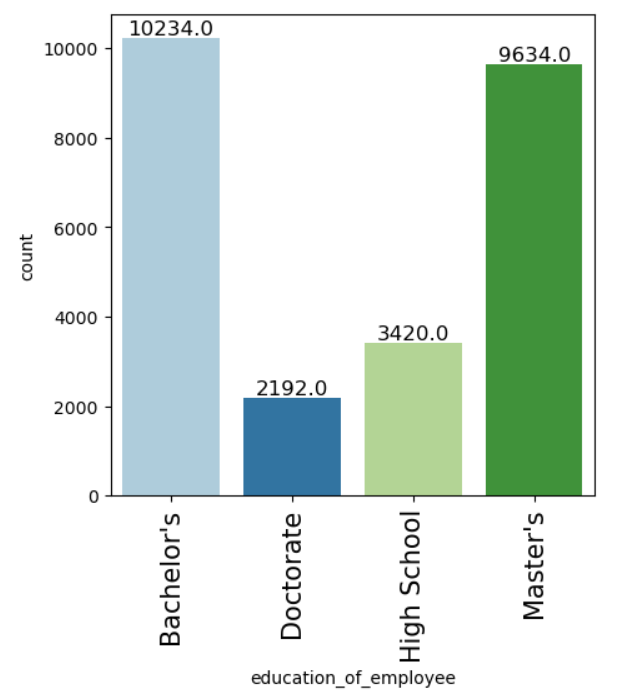 10234.0
9634.0
3420.0
2192.0
10000
8000
6000
4000
2000
0
count
Bachelor's
Doctorate
High School
Master's
education_of_employee